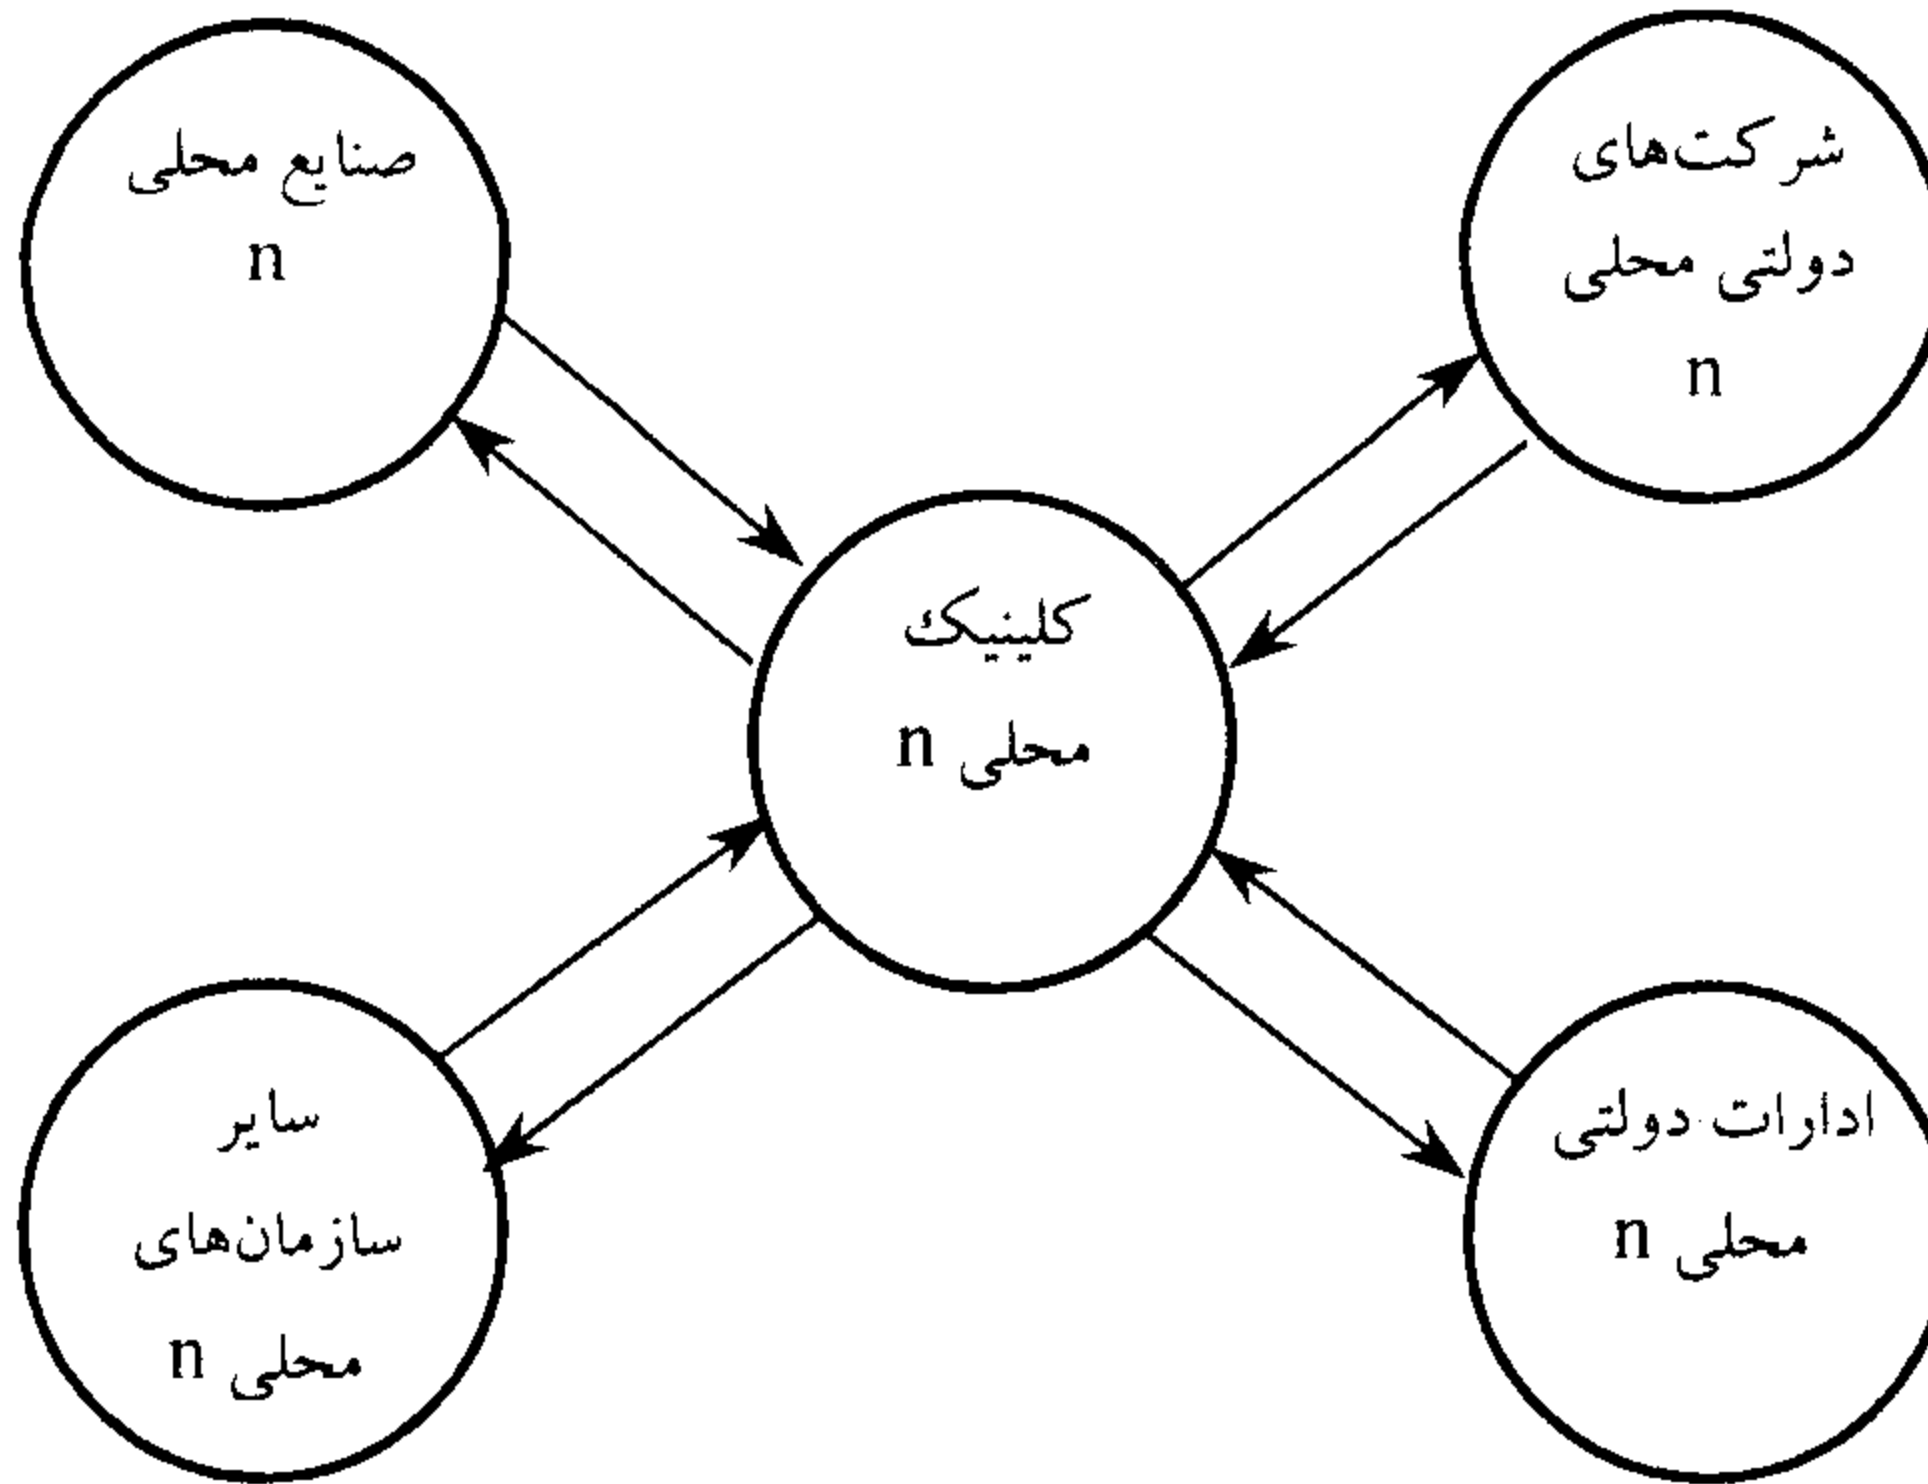 شرکت‌های
دولتی محلی
n
صنایع محلی
n
کلینیک
محلی n
ادارات دولتی
محلی n
سایر
سازمان‌های
محلی n